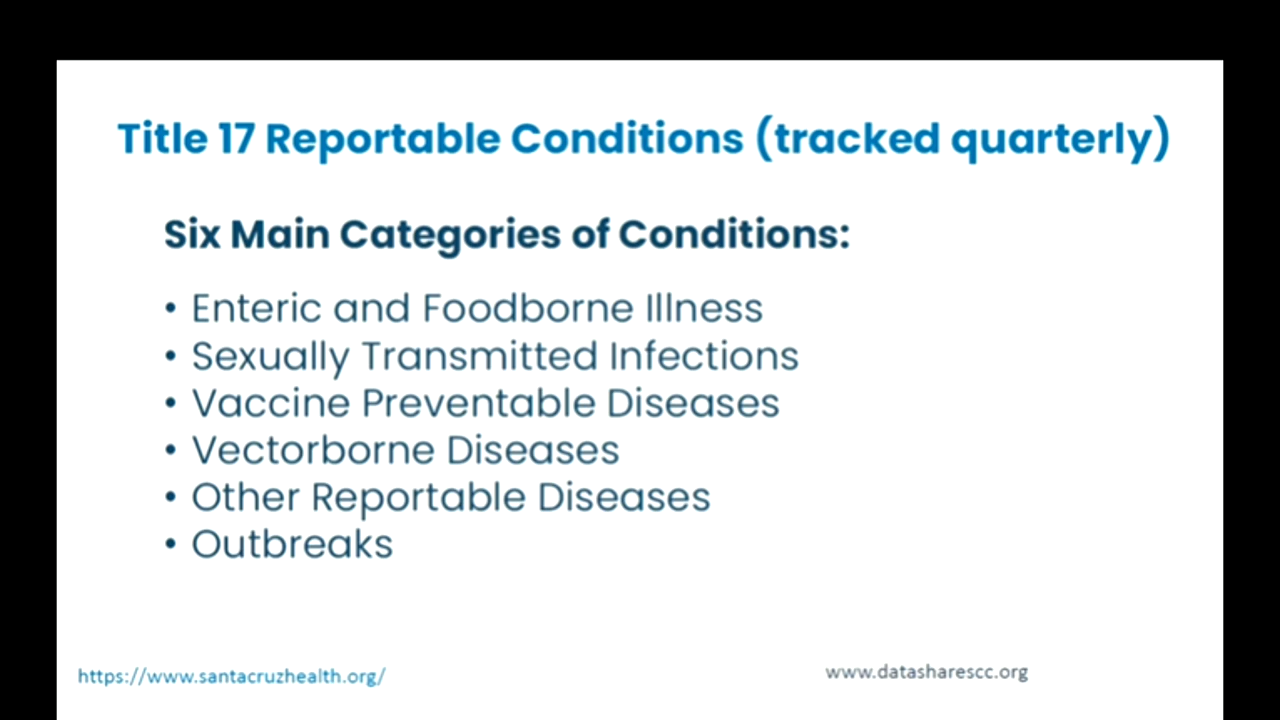 Title 17 Reportable Conditions (tracked quarterly)
Six Main Categories of Conditions:
• Enteric and Foodborne Illness
• Sexually Transmitted Infections
• Vaccine Preventable Diseases
• Vectorborne Diseases
• Other Reportable Diseases
• Outbreaks
https://www.santacruzhealth.org/
www.datasharescc.org